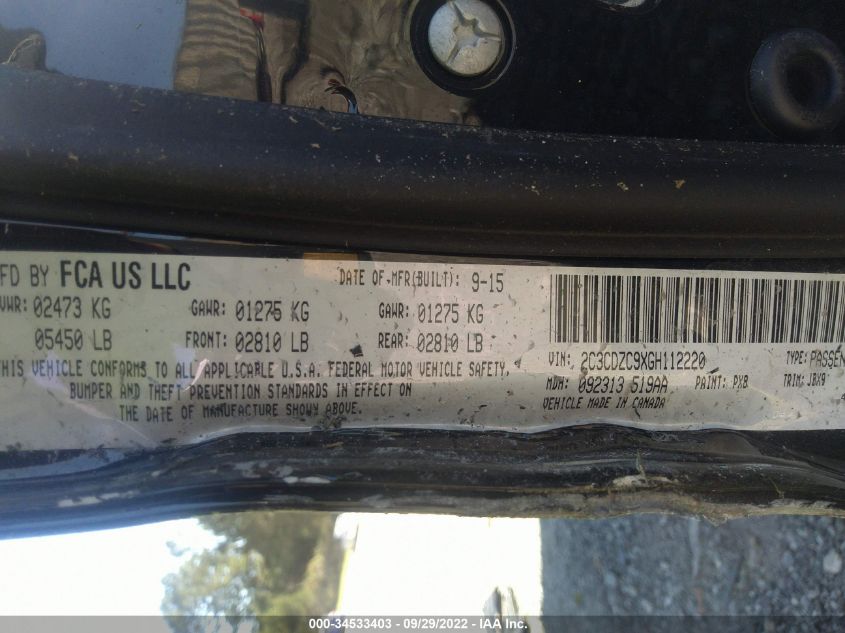 FD BY FCA US LLC DATE OF MFR(BUILT): 9-15
VWR: 02473 KG GAWR: 01275 KG GAWR: 01275 KG
05450 LB FRONT: 02810 LB REAR: 02810 LB
THIS VEHICLE CONFORMS TO ALL APPLICABLE U.S.A. FEDERAL MOTOR VEHICLE SAFETY,
BUMPER AND THEFT PREVENTION STANDARDS IN EFFECT ON
THE DATE OF MANUFACTURE SHOWN ABOVE.
VIN: 2C3CDZC9XGH112220 TYPE: PASSEN
MDH: 092313 519AA PAINT: PX8 TRIM: JBX9
VEHICLE MADE IN CANADA
000-34533403 - 09/29/2022 - IAA Inc.